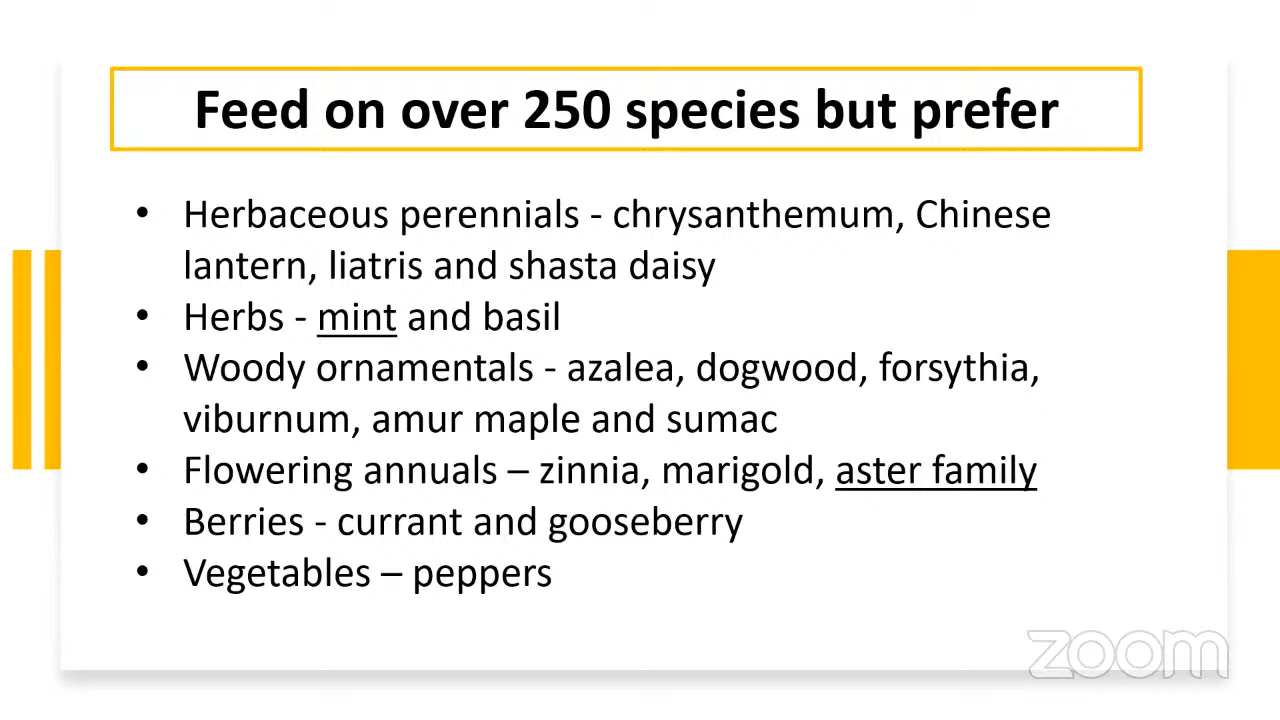 Feed on over 250 species but prefer
• Herbaceous perennials - chrysanthemum, Chinese
lantern, liatris and shasta daisy
• Herbs - mint and basil
• Woody ornamentals - azalea, dogwood, forsythia,
viburnum, amur maple and sumac
• Flowering annuals – zinnia, marigold, aster family
• Berries - currant and gooseberry
• Vegetables – peppers
zoom